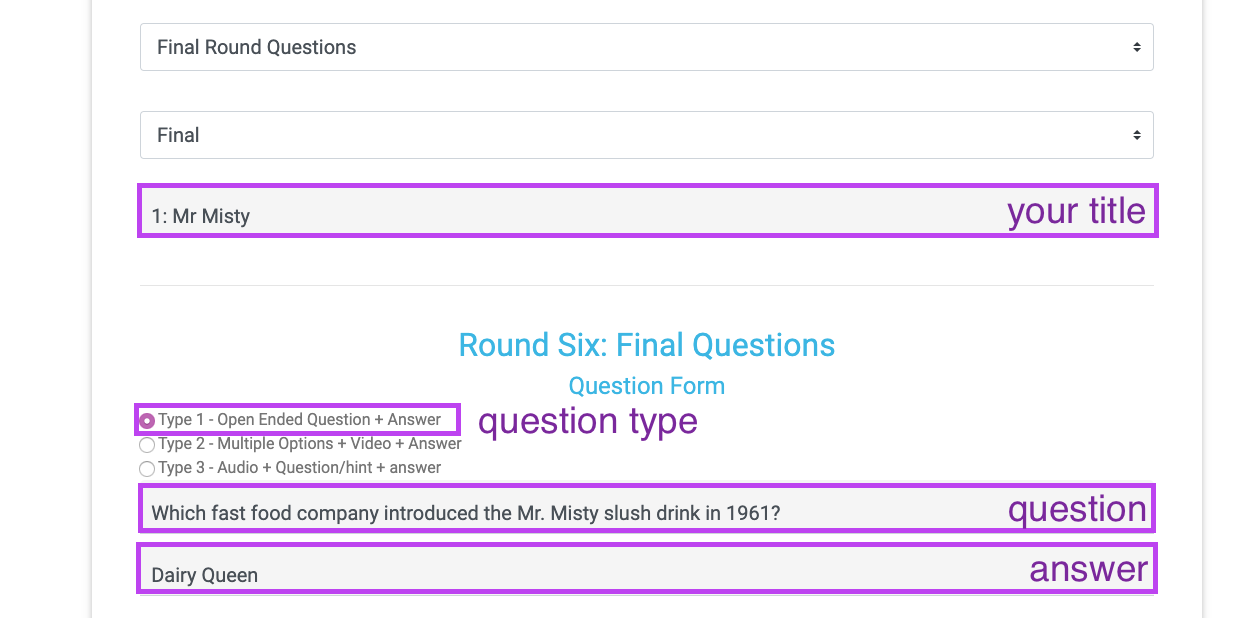 Final Round Questions
Final
1: Mr Misty your title
Round Six: Final Questions
Question Form
Type 1 - Open Ended Question + Answer question type
Type 2 - Multiple Options + Video + Answer
Type 3 - Audio + Question/hint + answer
Which fast food company introduced the Mr. Misty slush drink in 1961? question
Dairy Queen answer